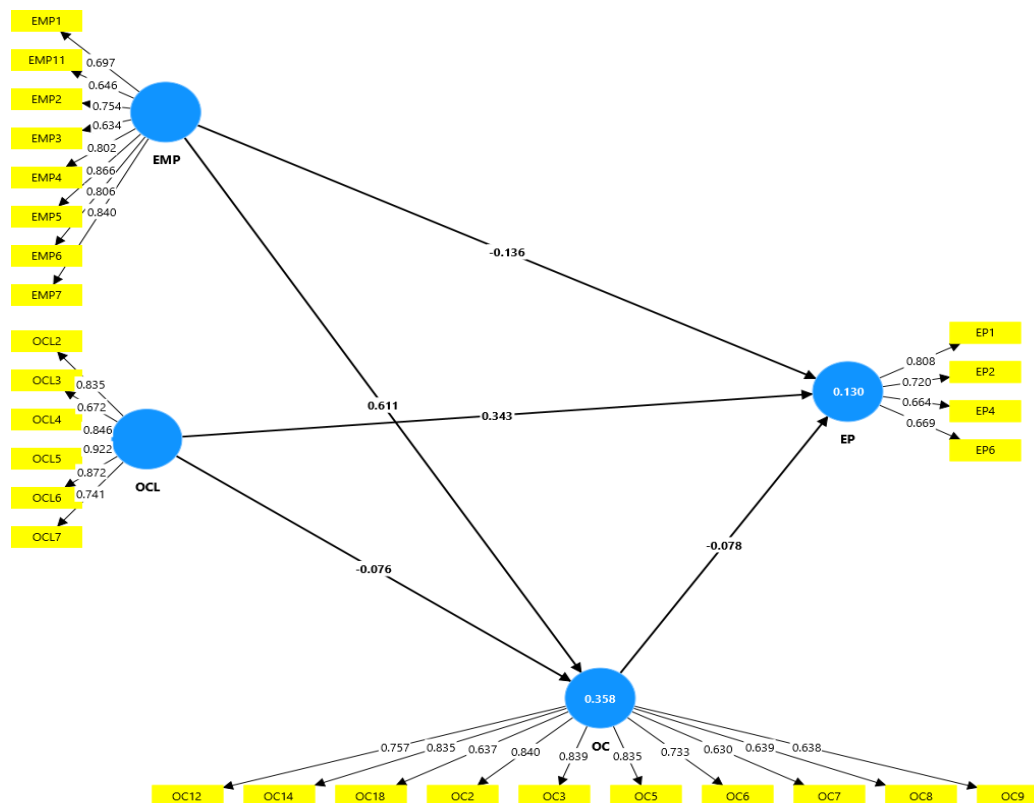 EMP1
EMP11
EMP2
EMP3
EMP4
EMP5
EMP6
EMP7
0.697
0.646
0.754
0.634
0.802
0.866
0.806
0.840
EMP
-0.136
0.611
OCL2
OCL3
OCL4
OCL5
OCL6
OCL7
0.835
0.672
0.846
0.922
0.872
0.741
OCL
0.343
-0.076
0.130
EP
0.808
0.720
0.664
0.669
EP1
EP2
EP4
EP6
-0.078
0.358
OC
0.757
0.835
0.637
0.840
0.839
0.835
0.733
0.630
0.639
0.638
OC12
OC14
OC18
OC2
OC3
OC5
OC6
OC7
OC8
OC9